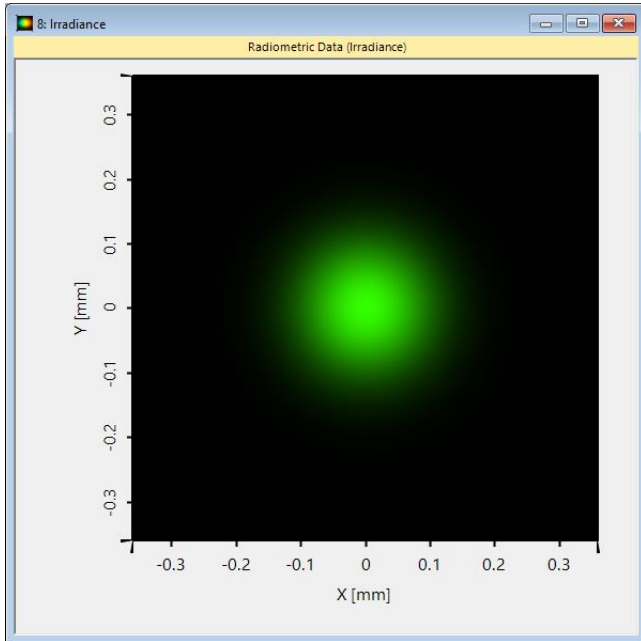 8: Irradiance
Radiometric Data (Irradiance)
0.3
0.2
0.1
0
-0.1
-0.2
-0.3
Y [mm]
-0.3 -0.2 -0.1 0 0.1 0.2 0.3
X [mm]